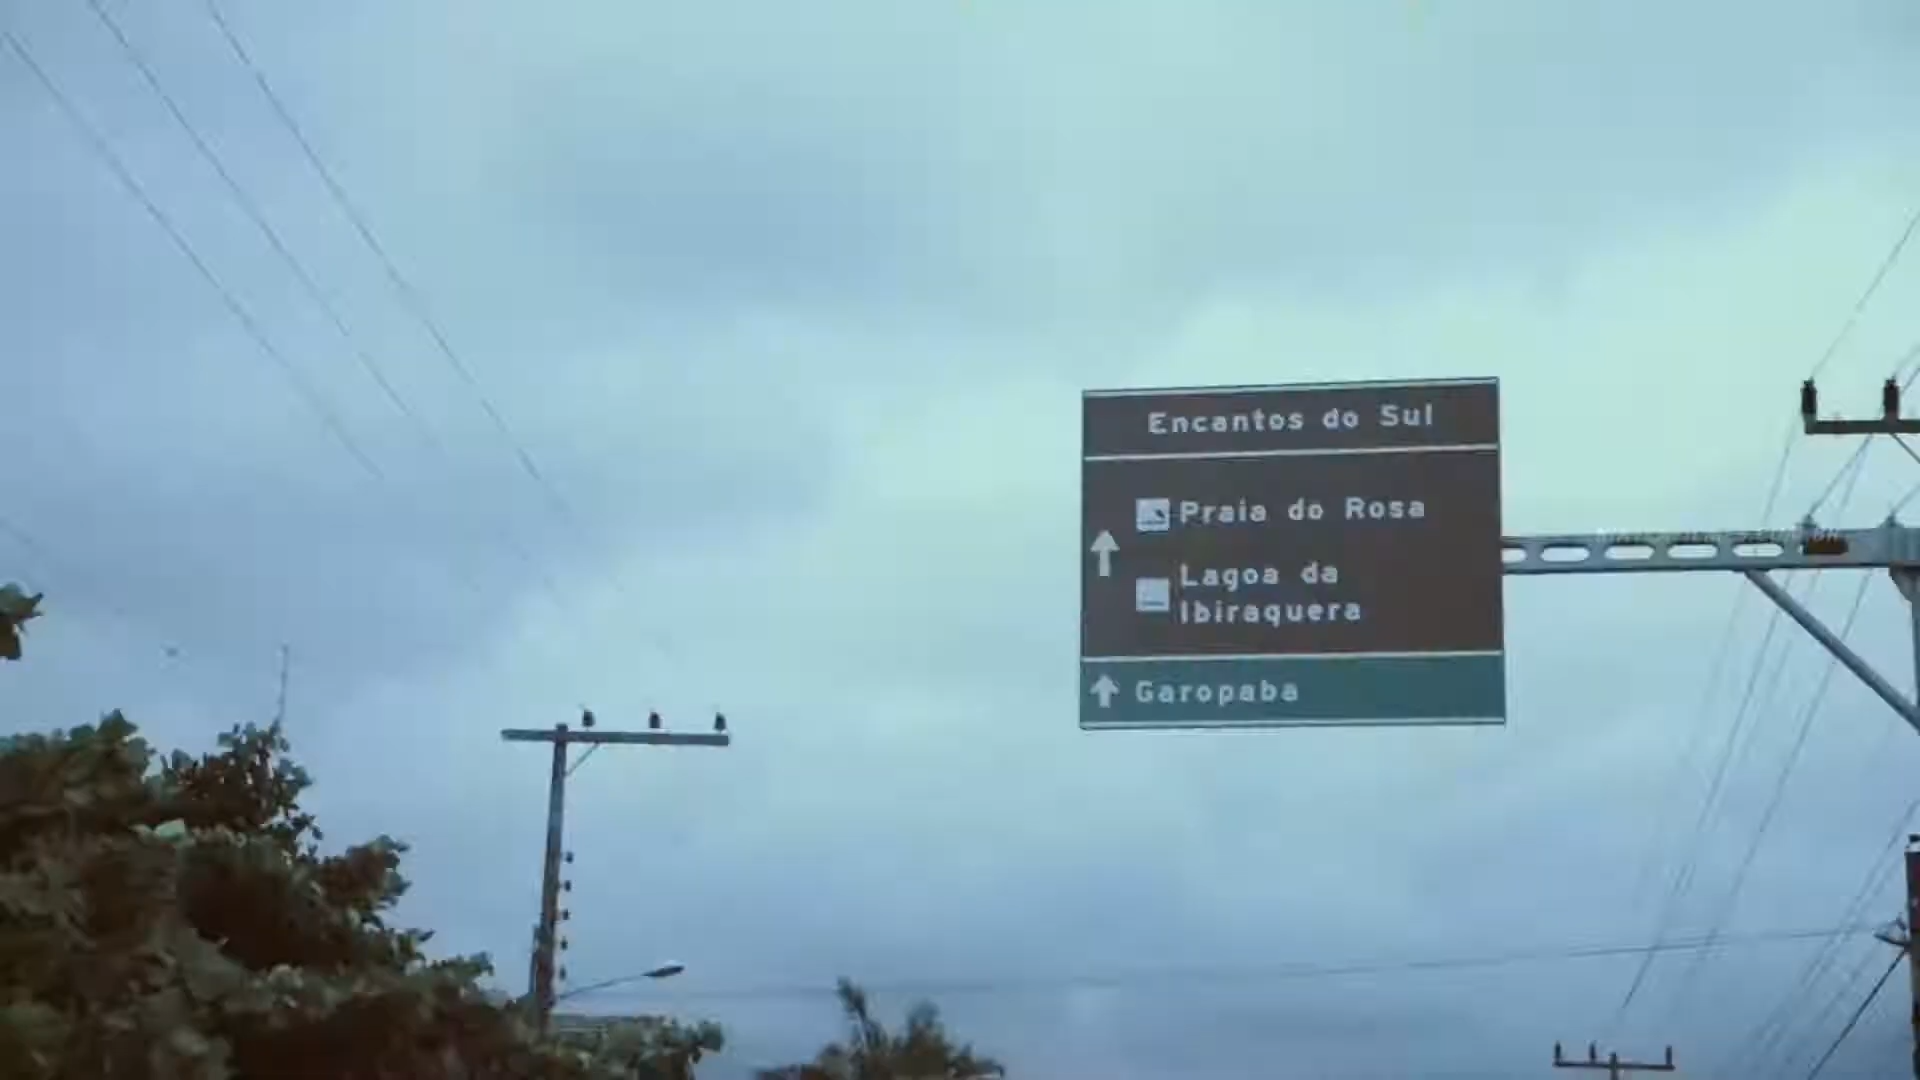 Encantos do Sul
Praia do Rosa
Lagoa da
Ibiraquera
Garopaba